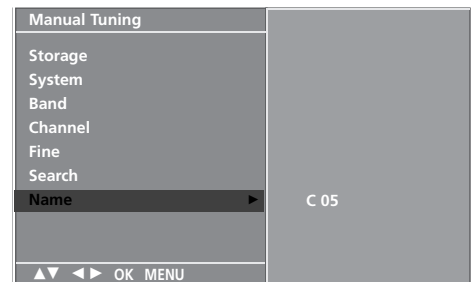 Manual Tuning
Storage
System
Band
Channel
Fine
Search
Name ► C 05
▲▼ ◄► OK MENU